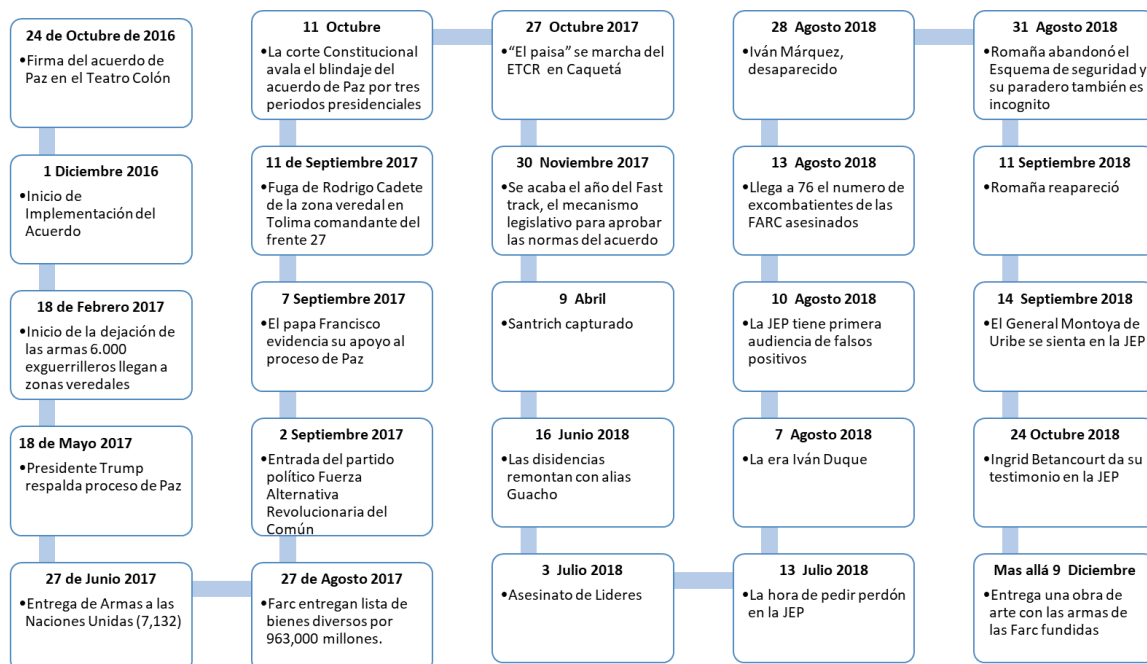 24 de Octubre de 2016
•Firma del acuerdo de
Paz en el Teatro Colón
1 Diciembre 2016
•Inicio de
Implementación del
Acuerdo
18 de Febrero 2017
•Inicio de la dejación de
las armas 6.000
exguerrilleros llegan a
zonas veredales
18 de Mayo 2017
•Presidente Trump
respalda proceso de Paz
27 de Junio 2017
•Entrega de Armas a las
Naciones Unidas (7,132)
27 de Agosto 2017
•Farc entregan lista de
bienes diversos por
963,000 millones.
2 Septiembre 2017
•Entrada del partido
político Fuerza
Alternativa
Revolucionaria del
Común
7 Septiembre 2017
•El papa Francisco
evidencia su apoyo al
proceso de Paz
11 de Septiembre 2017
•Fuga de Rodrigo Cadete
de la zona veredal en
Tolima comandante del
frente 27
11 Octubre
•La corte Constitucional
avala el blindaje del
acuerdo de Paz por tres
periodos presidenciales
27 Octubre 2017
•“El paisa” se marcha del
ETCR en Caquetá
30 Noviembre 2017
•Se acaba el año del Fast
track, el mecanismo
legislativo para aprobar
las normas del acuerdo
9 Abril
•Santrich capturado
16 Junio 2018
•Las disidencias
remontan con alias
Guacho
3 Julio 2018
•Asesinato de Lideres
13 Julio 2018
•La hora de pedir perdón
en la JEP
7 Agosto 2018
•La era Iván Duque
10 Agosto 2018
•La JEP tiene primera
audiencia de falsos
positivos
13 Agosto 2018
•Llega a 76 el numero de
excombatientes de las
FARC asesinados
28 Agosto 2018
•Iván Márquez,
desaparecido
31 Agosto 2018
•Romaña abandonó el
Esquema de seguridad y
su paradero también es
incognito
11 Septiembre 2018
•Romaña reapareció
14 Septiembre 2018
•El General Montoya de
Uribe se sienta en la JEP
24 Octubre 2018
•Ingrid Betancourt da su
testimonio en la JEP
Mas allá 9 Diciembre
•Entrega una obra de
arte con las armas de
las Farc fundidas